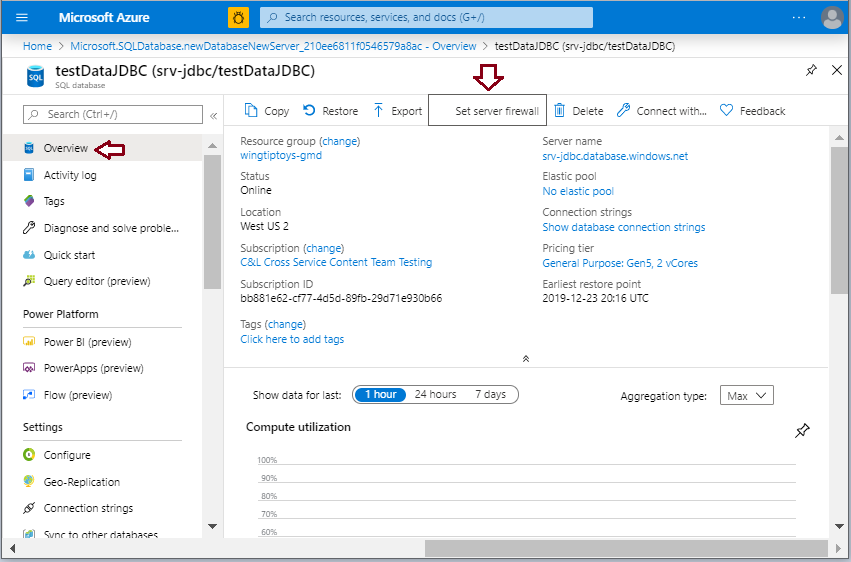 Microsoft Azure
Search resources, services, and docs (G+/)
...
Home > Microsoft.SQLDatabase.newDatabaseNewServer_210ee6811f0546579a8ac - Overview > testDataJDBC (srv-jdbc/testDataJDBC)
SQL
testDataJDBC (srv-jdbc/testDataJDBC)
SQL database
Search (Ctrl+/)
Overview
Activity log
Tags
Diagnose and solve proble...
Quick start
Query editor (preview)
Power Platform
Power BI (preview)
PowerApps (preview)
Flow (preview)
Settings
Configure
Geo-Replication
Connection strings
Sync to other databases
Copy Restore Export Set server firewall Delete Connect with... Feedback
Resource group (change)
wingtiptoys-gmd
Status
Online
Location
West US 2
Subscription (change)
C&L Cross Service Content Team Testing
Subscription ID
bb881e62-cf77-4d5d-89fb-29d71e930b66
Tags (change)
Click here to add tags
Server name
srv-jdbc.database.windows.net
Elastic pool
No elastic pool
Connection strings
Show database connection strings
Pricing tier
General Purpose: Gen5, 2 vCores
Earliest restore point
2019-12-23 20:16 UTC
Show data for last: 1 hour 24 hours 7 days Aggregation type: Max
Compute utilization
100%
90%
80%
70%
60%